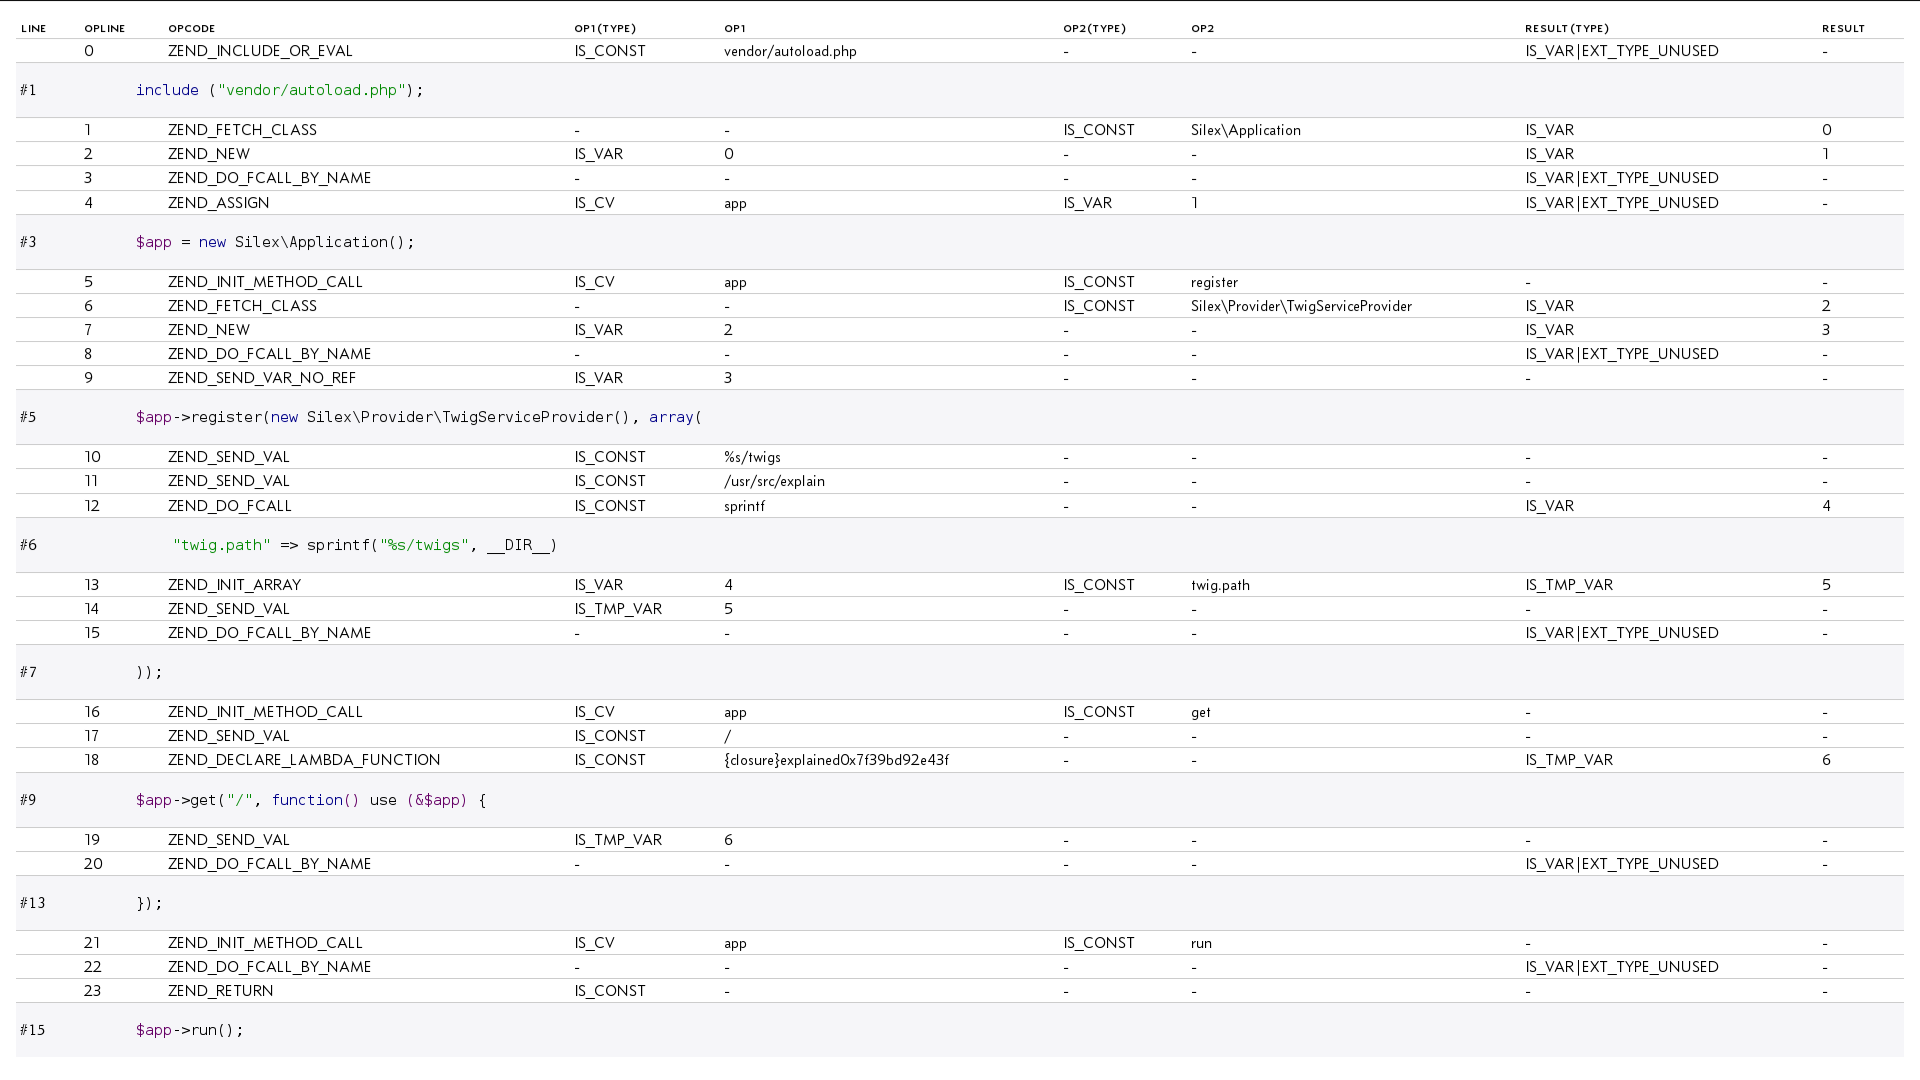 LINE OPLINE OPCODE OP1(TYPE) OP1 OP2(TYPE) OP2 RESULT(TYPE) RESULT
0 ZEND_INCLUDE_OR_EVAL IS_CONST vendor/autoload.php - - IS_VAR|EXT_TYPE_UNUSED -
#1 include ("vendor/autoload.php");
1 ZEND_FETCH_CLASS - - IS_CONST Silex\Application IS_VAR 0
2 ZEND_NEW IS_VAR 0 - - IS_VAR 1
3 ZEND_DO_FCALL_BY_NAME - - - - IS_VAR|EXT_TYPE_UNUSED -
4 ZEND_ASSIGN IS_CV app IS_VAR 1 IS_VAR|EXT_TYPE_UNUSED -
#3 $app = new Silex\Application();
5 ZEND_INIT_METHOD_CALL IS_CV app IS_CONST register - -
6 ZEND_FETCH_CLASS - - IS_CONST Silex\Provider\TwigServiceProvider IS_VAR 2
7 ZEND_NEW IS_VAR 2 - - IS_VAR 3
8 ZEND_DO_FCALL_BY_NAME - - - - IS_VAR|EXT_TYPE_UNUSED -
9 ZEND_SEND_VAR_NO_REF IS_VAR 3 - - - -
#5 $app->register(new Silex\Provider\TwigServiceProvider(), array(
10 ZEND_SEND_VAL IS_CONST %s/twigs - - - -
11 ZEND_SEND_VAL IS_CONST /usr/src/explain - - - -
12 ZEND_DO_FCALL IS_CONST sprintf - - IS_VAR 4
#6 "twig.path" => sprintf("%s/twigs", __DIR__)
13 ZEND_INIT_ARRAY IS_VAR 4 IS_CONST twig.path IS_TMP_VAR 5
14 ZEND_SEND_VAL IS_TMP_VAR 5 - - - -
15 ZEND_DO_FCALL_BY_NAME - - - - IS_VAR|EXT_TYPE_UNUSED -
#7 ));
16 ZEND_INIT_METHOD_CALL IS_CV app IS_CONST get - -
17 ZEND_SEND_VAL IS_CONST / - - - -
18 ZEND_DECLARE_LAMBDA_FUNCTION IS_CONST {closure}explained0x7f39bd92e43f - - IS_TMP_VAR 6
#9 $app->get("/", function() use (&$app) {
19 ZEND_SEND_VAL IS_TMP_VAR 6 - - - -
20 ZEND_DO_FCALL_BY_NAME - - - - IS_VAR|EXT_TYPE_UNUSED -
#13 });
21 ZEND_INIT_METHOD_CALL IS_CV app IS_CONST run - -
22 ZEND_DO_FCALL_BY_NAME - - - - IS_VAR|EXT_TYPE_UNUSED -
23 ZEND_RETURN IS_CONST - - - - -
#15 $app->run();